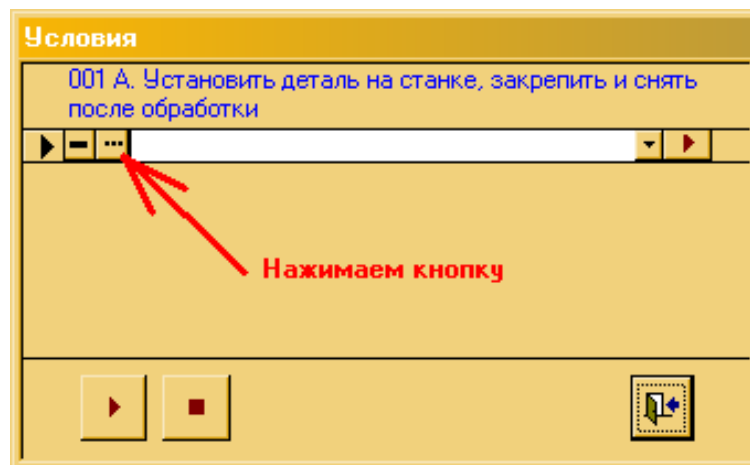 Условия
001 А. Установить деталь на станке, закрепить и снять
после обработки
Нажимаем кнопку